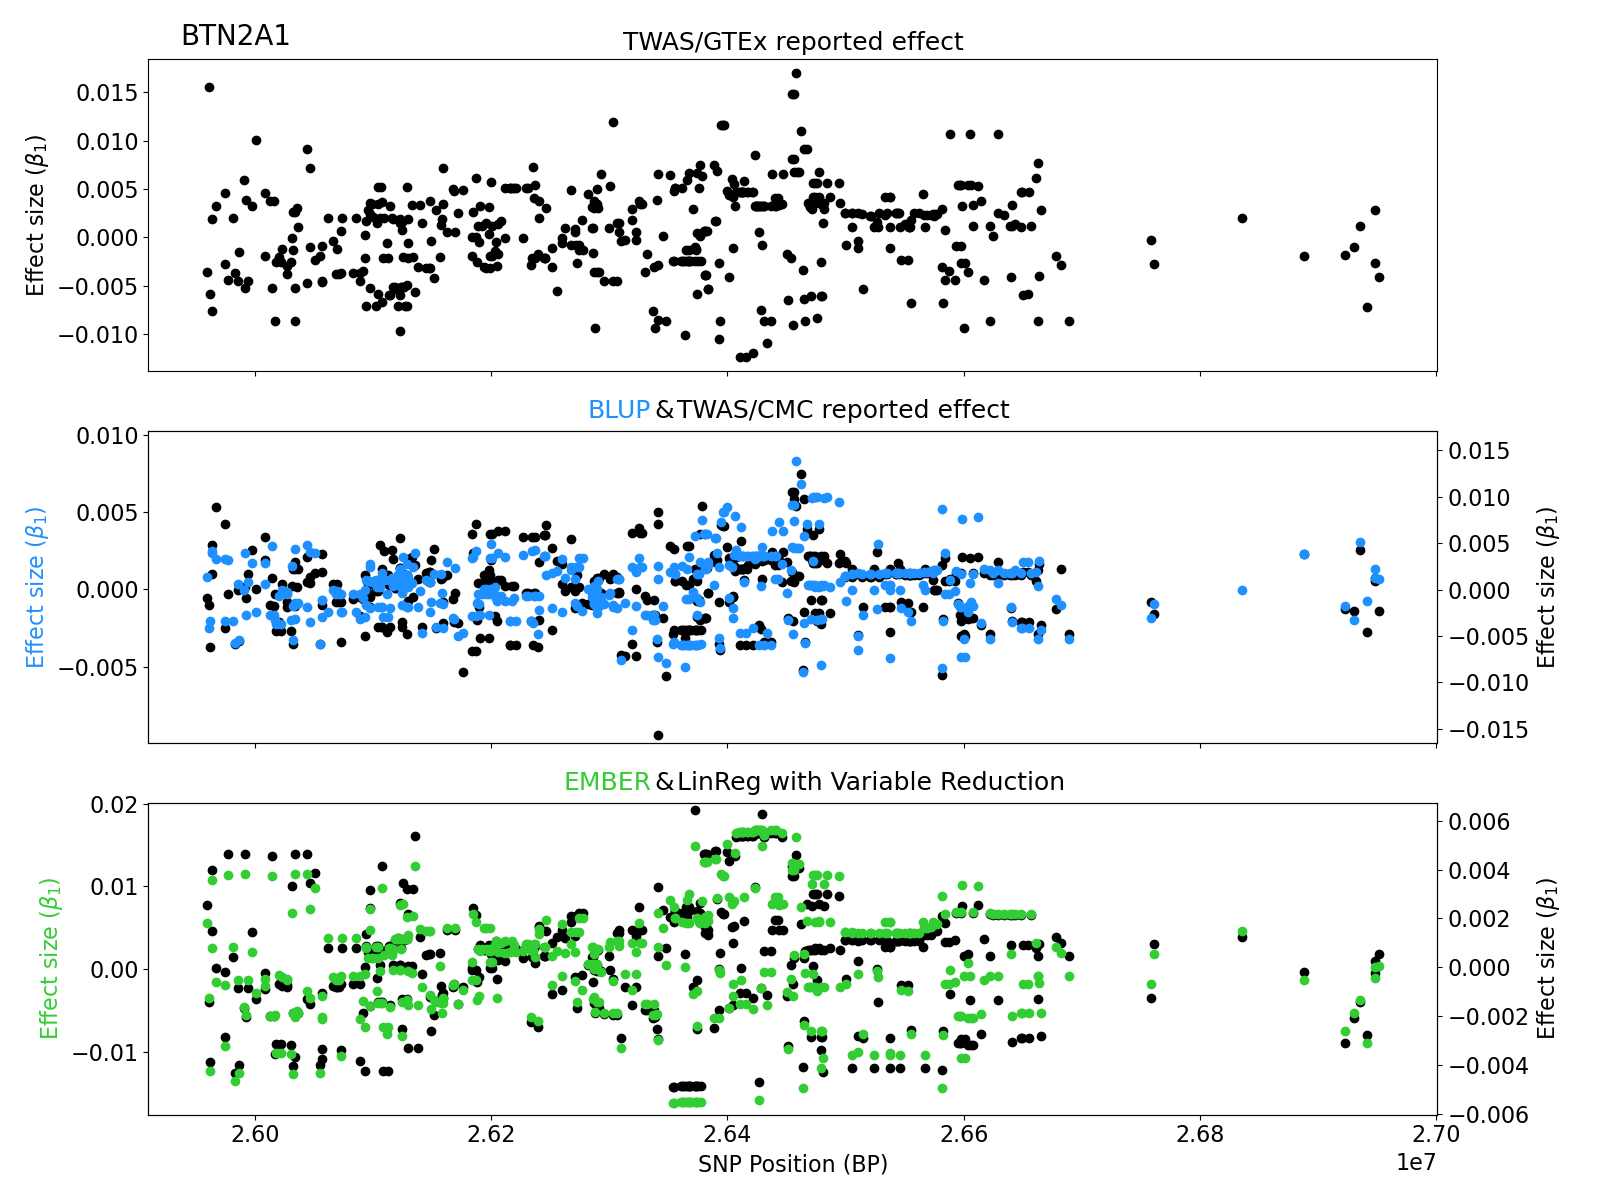 BTN2A1
TWAS/GTEx reported effect
0.015
0.010
0.005
0.000
−0.005
−0.010
Effect size (β₁)
BLUP & TWAS/CMC reported effect
0.010
0.005
0.000
−0.005
Effect size (β₁)
0.015
0.010
0.005
0.000
−0.005
−0.010
−0.015
Effect size (β₁)
EMBER & LinReg with Variable Reduction
0.02
0.01
0.00
−0.01
Effect size (β₁)
0.006
0.004
0.002
0.000
−0.002
−0.004
−0.006
Effect size (β₁)
2.60 2.62 2.64 2.66 2.68 2.70
SNP Position (BP)
1e7